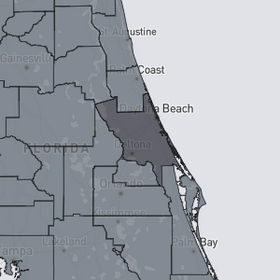 St. Augustine
Gainesville
Palm Coast
Daytona Beach
Deltona
FLORIDA
Orlando
Kissimmee
Lakeland
Palm Bay
Tampa